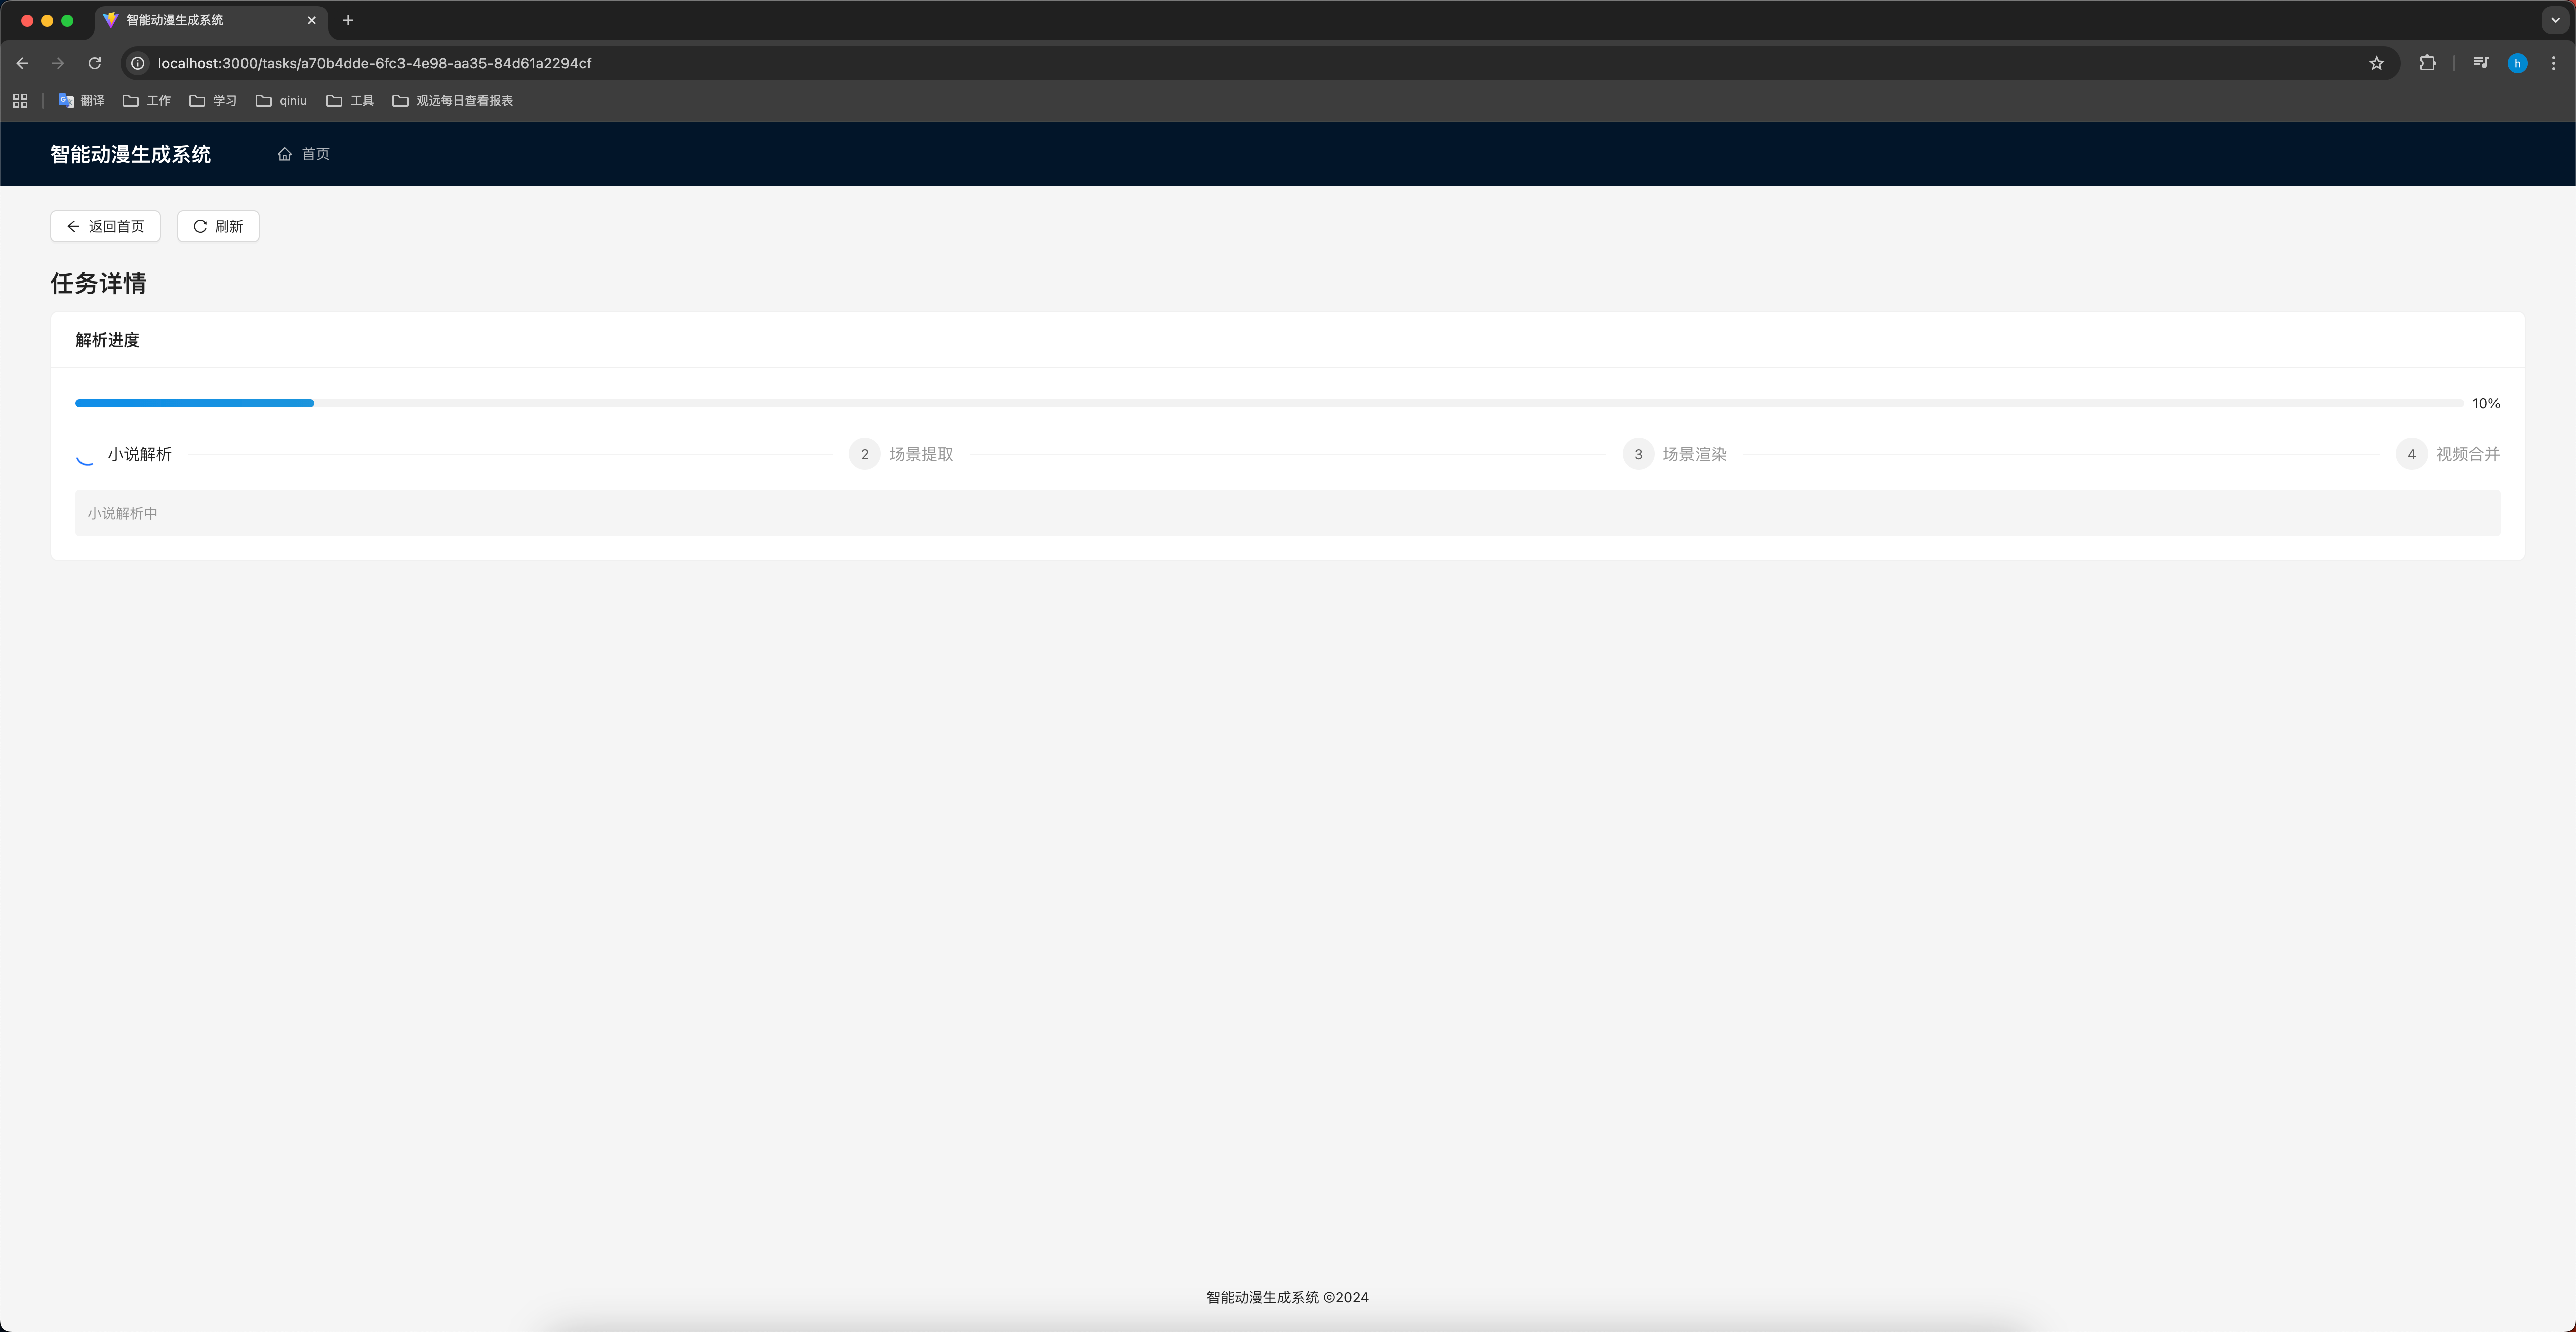 智能动漫生成系统
localhost:3000/tasks/a70b4dde-6fc3-4e98-aa35-84d61a2294cf
h
翻译 工作 学习 qiniu 工具 观远每日查看报表
智能动漫生成系统 首页
返回首页 刷新
任务详情
解析进度
10%
小说解析 2 场景提取 3 场景渲染 4 视频合并
小说解析中
智能动漫生成系统 ©2024